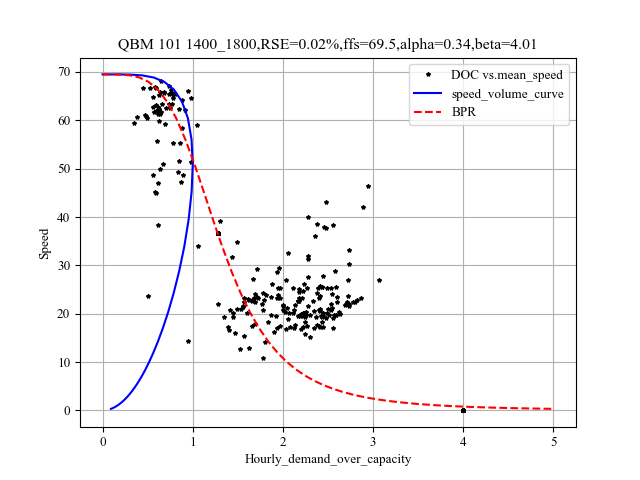 QBM 101 1400_1800,RSE=0.02%,ffs=69.5,alpha=0.34,beta=4.01
DOC vs.mean_speed
speed_volume_curve
BPR
Speed
70
60
50
40
30
20
10
0
0 1 2 3 4 5
Hourly_demand_over_capacity